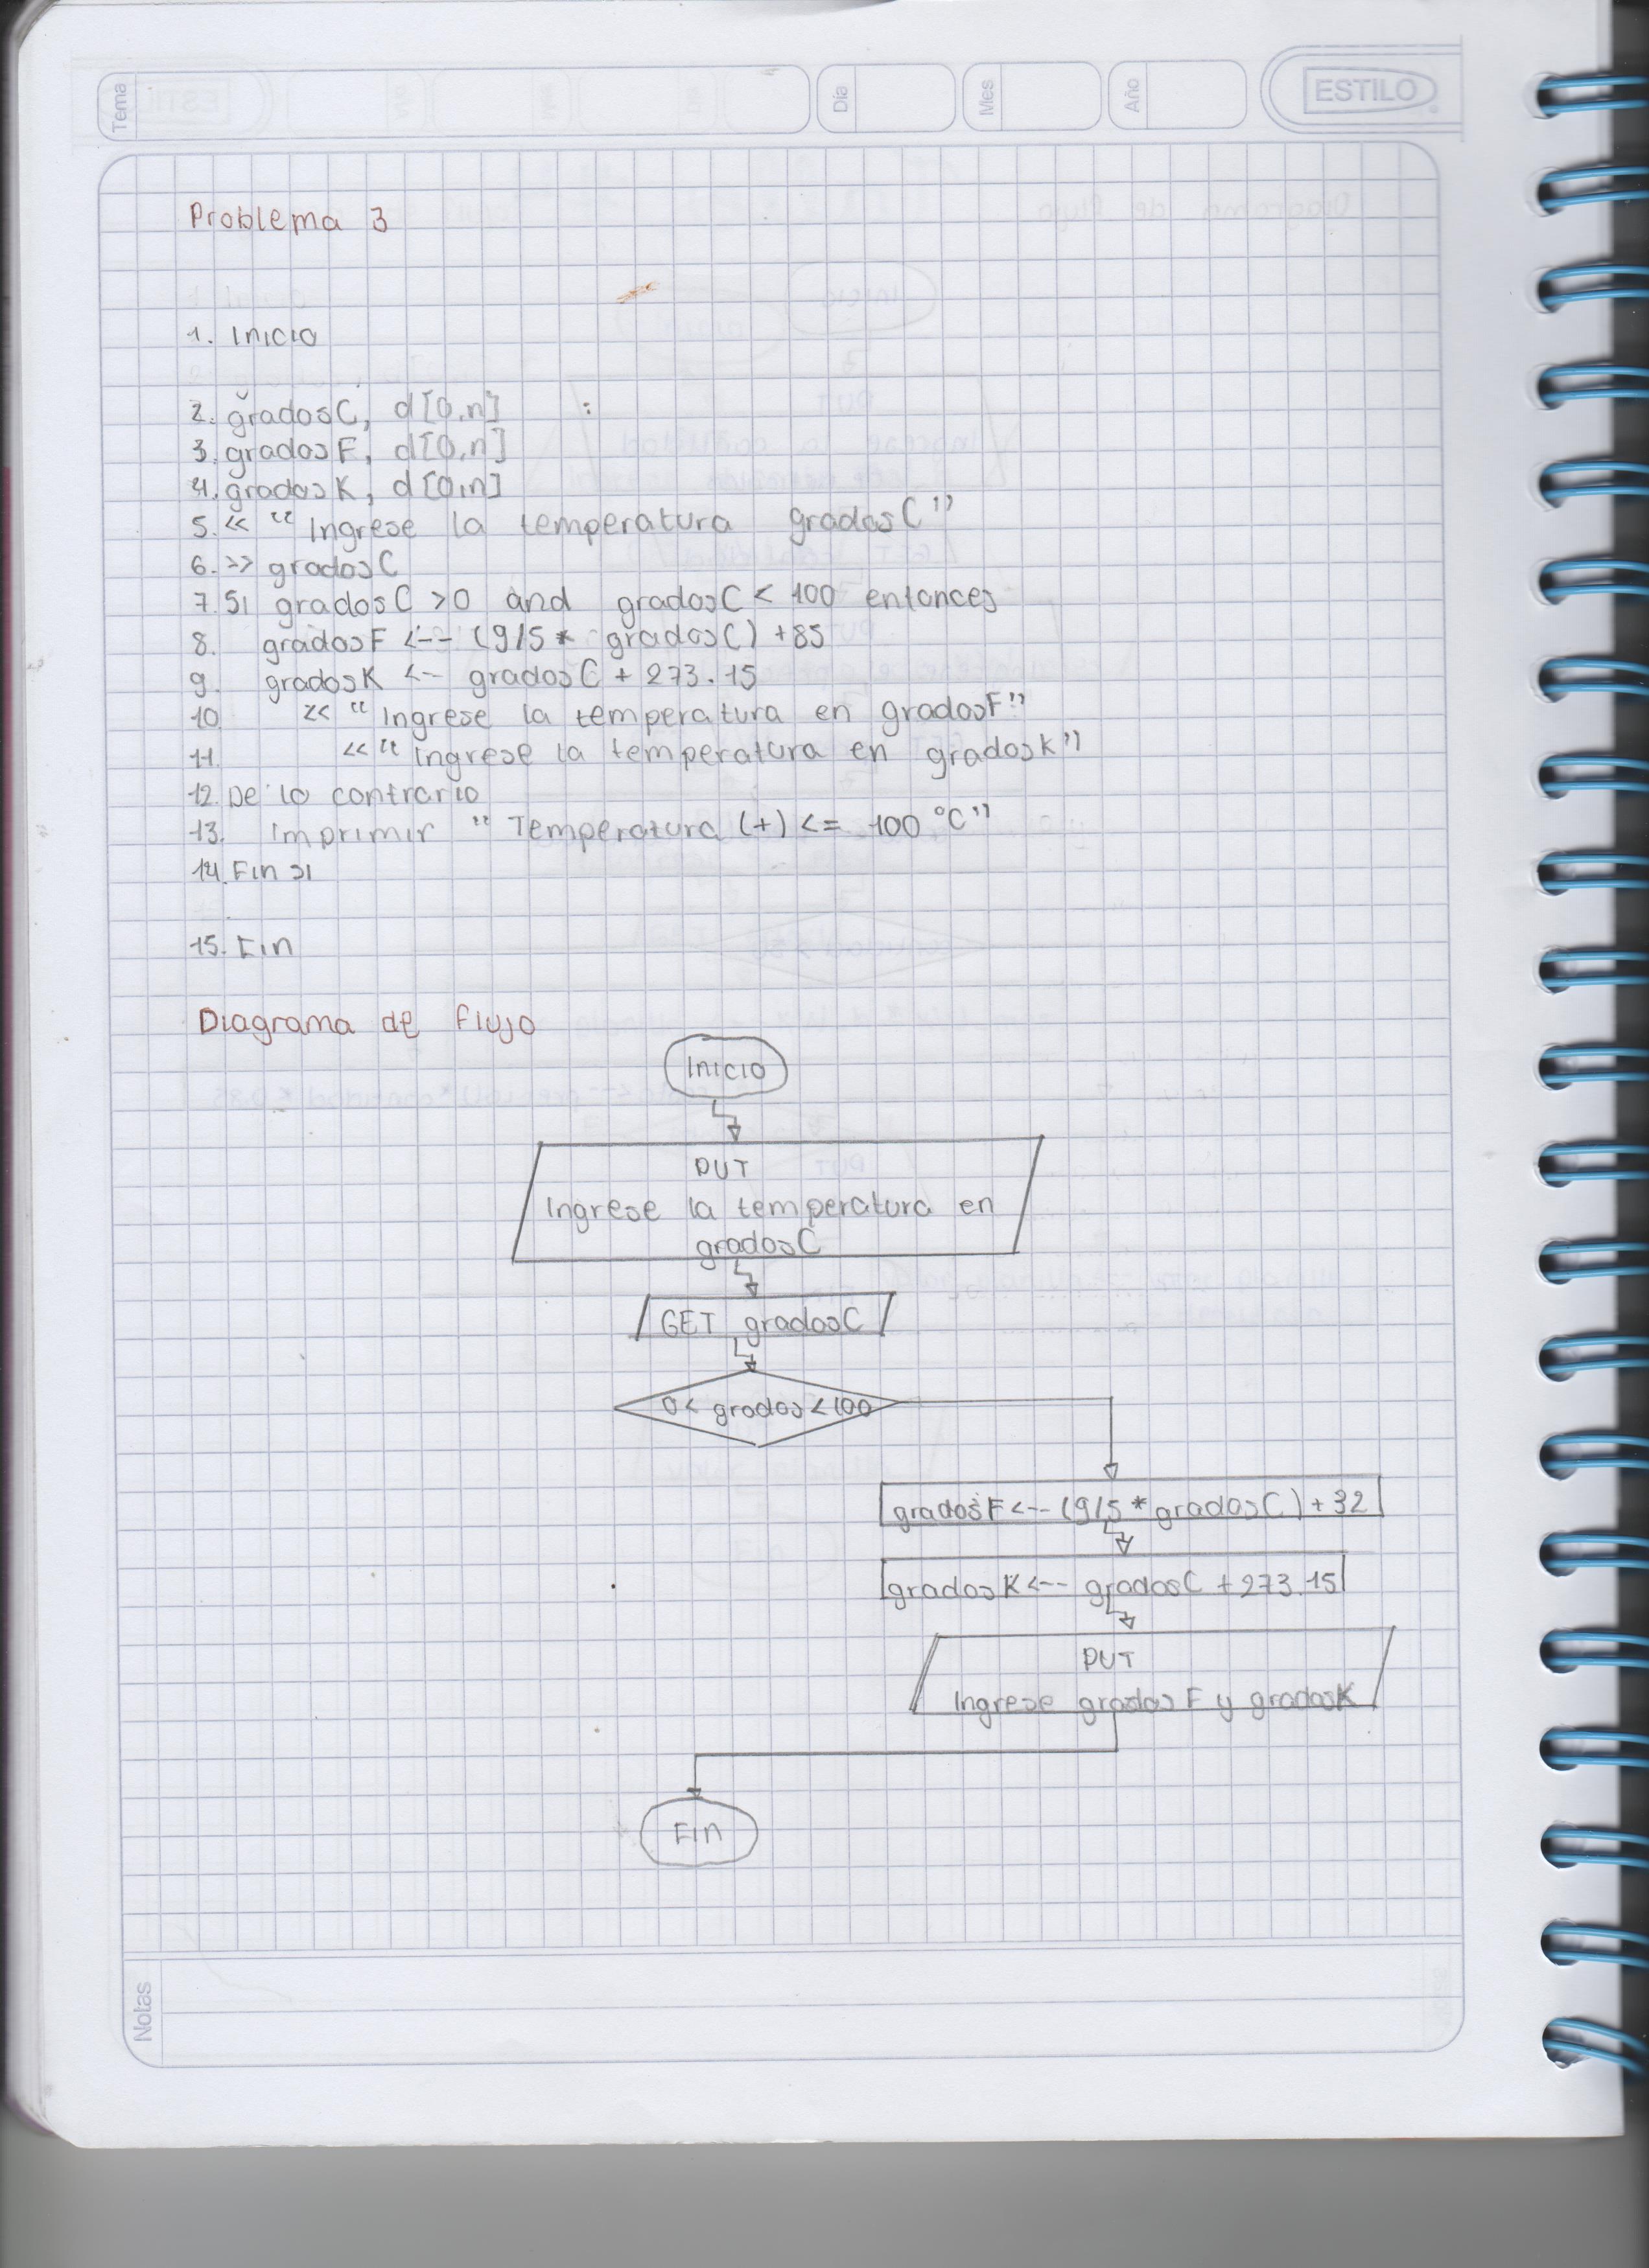 Tema Día Mes Año ESTILO
Problema 3
1. Inicio
2. gradosC, d[0,n]
3. gradosF, d[0,n]
4. gradosK, d[0,n]
5. << “ Ingrese la temperatura gradosC”
6. >> gradosC
7. Si gradosC >0 and gradosC < 100 entonces
8. gradosF <-- (9/5 * gradosC) +85
9. gradosK <-- gradosC + 273.15
10 << “Ingrese la temperatura en gradosF”
11. << “Ingrese la temperatura en gradosK”
12. De lo contrario
13. Imprimir “ Temperatura (+) <= 100 °C”
14. Fin si
15. Fin
Diagrama de flujo
Inicio
PUT
Ingrese la temperatura en
gradosC
GET gradosC
0< grados <100
gradosF <-- (9/5 * gradosC) + 32
gradosK <-- gradosC + 273.15
PUT
Ingrese gradosF y gradosK
Fin
Notas